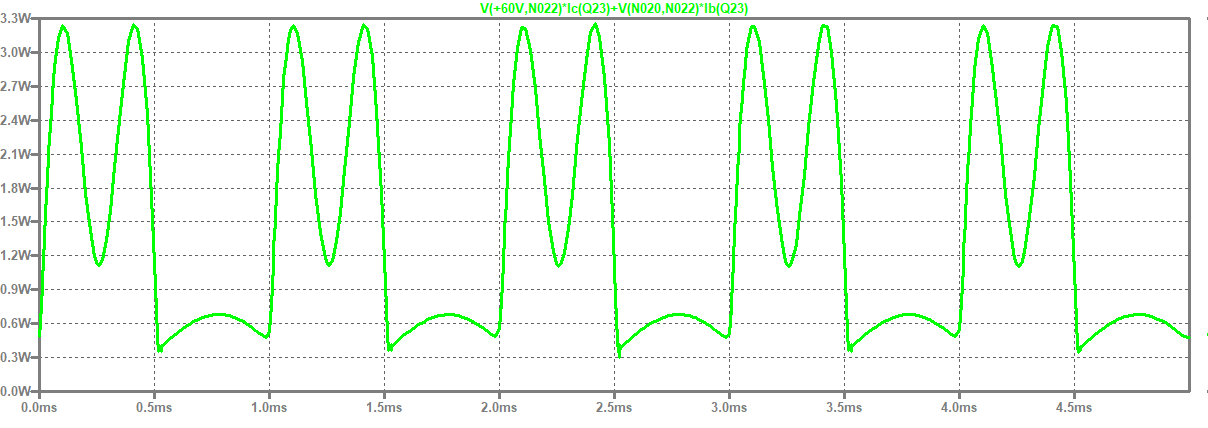 V(+60V,N022)*Ic(Q23)+V(N020,N022)*Ib(Q23)
3.3W
3.0W
2.7W
2.4W
2.1W
1.8W
1.5W
1.2W
0.9W
0.6W
0.3W
0.0W
0.0ms 0.5ms 1.0ms 1.5ms 2.0ms 2.5ms 3.0ms 3.5ms 4.0ms 4.5ms